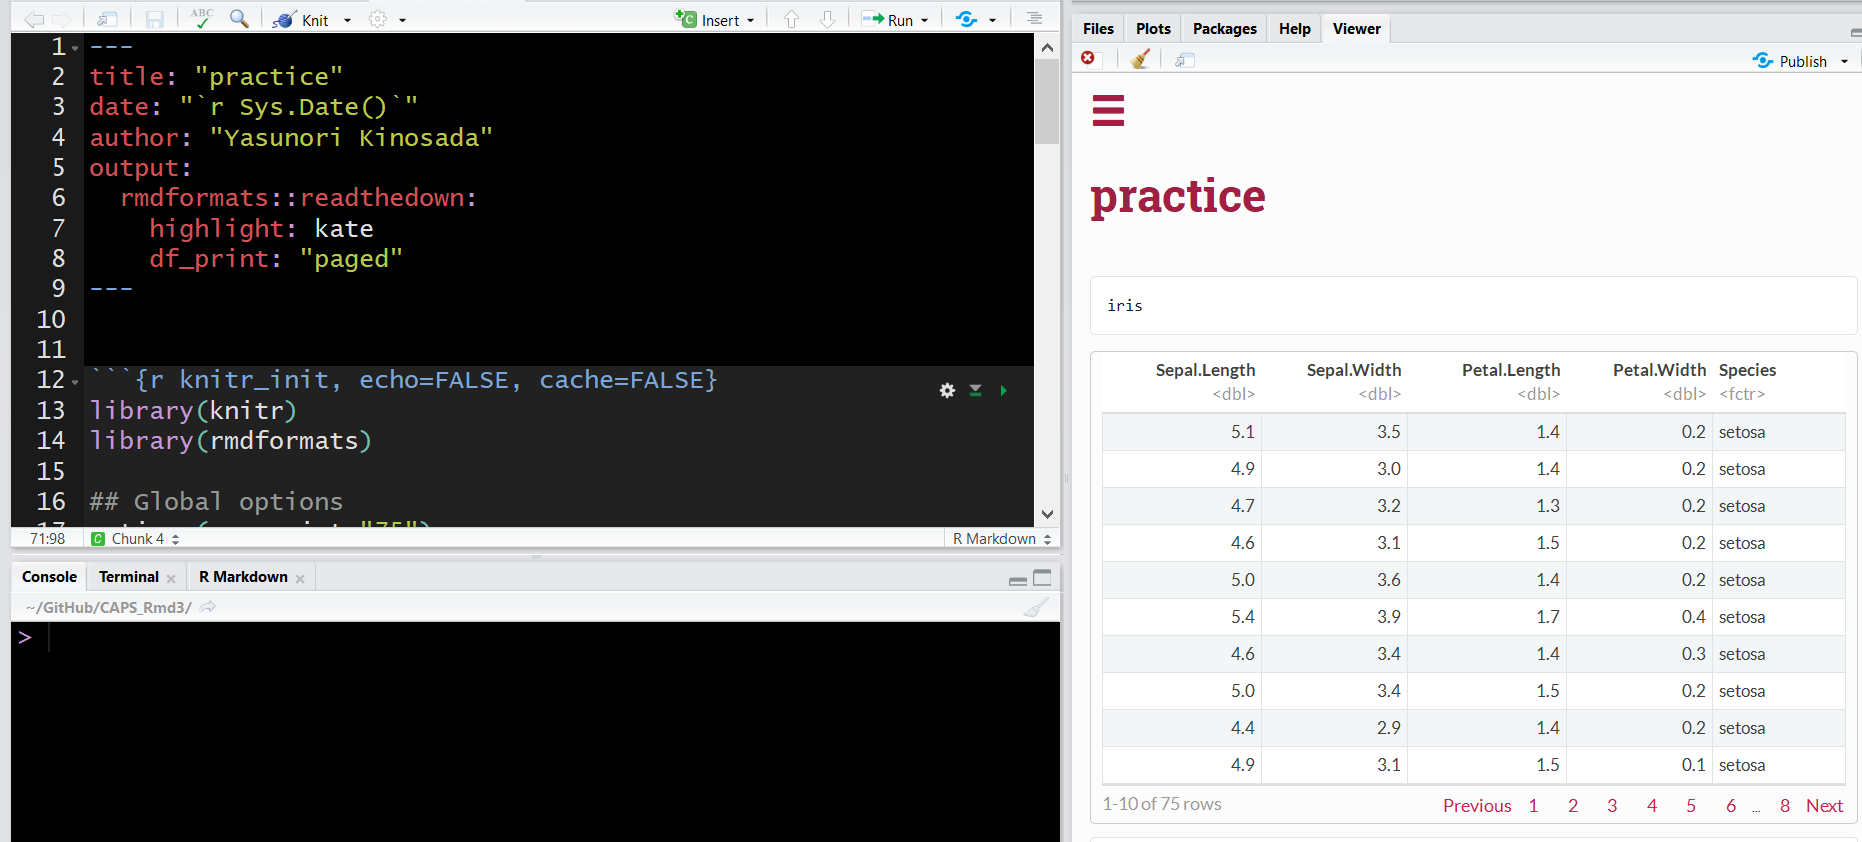 ABC
Knit
Insert
Run
1 ---
2 title: "practice"
3 date: "`r Sys.Date()`"
4 author: "Yasunori Kinosada"
5 output:
6 rmdformats::readthedown:
7 highlight: kate
8 df_print: "paged"
9 ---
10
11
12 ```{r knitr_init, echo=FALSE, cache=FALSE}
13 library(knitr)
14 library(rmdformats)
15
16 ## Global options
71:98 C Chunk 4 R Markdown
Console Terminal R Markdown
~/GitHub/CAPS_Rmd3/
>
Files Plots Packages Help Viewer
Publish
practice
iris
Sepal.Length Sepal.Width Petal.Length Petal.Width Species
<dbl> <dbl> <dbl> <dbl> <fctr>
5.1 3.5 1.4 0.2 setosa
4.9 3.0 1.4 0.2 setosa
4.7 3.2 1.3 0.2 setosa
4.6 3.1 1.5 0.2 setosa
5.0 3.6 1.4 0.2 setosa
5.4 3.9 1.7 0.4 setosa
4.6 3.4 1.4 0.3 setosa
5.0 3.4 1.5 0.2 setosa
4.4 2.9 1.4 0.2 setosa
4.9 3.1 1.5 0.1 setosa
1-10 of 75 rows Previous 1 2 3 4 5 6 ... 8 Next